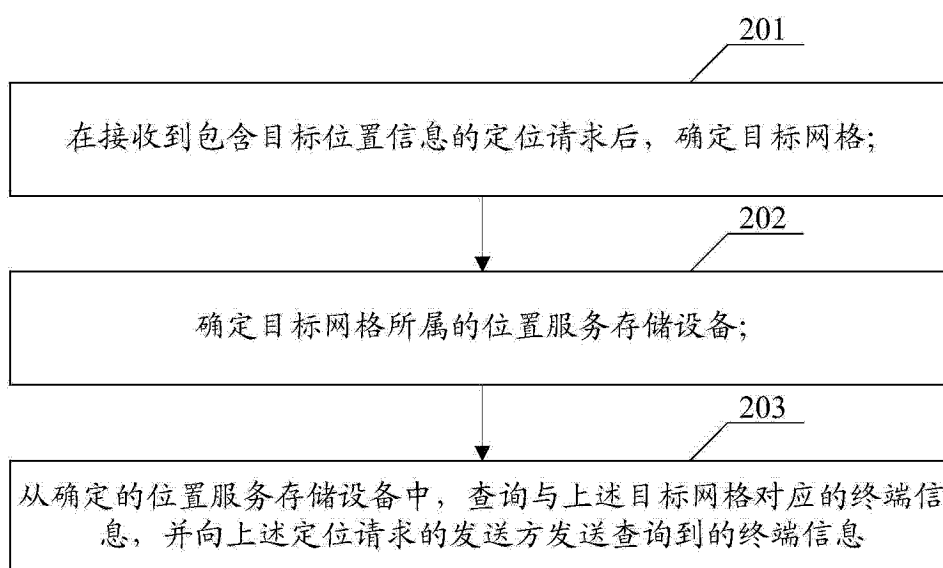 201
在接收到包含目标位置信息的定位请求后，确定目标网格；
202
确定目标网格所属的位置服务存储设备；
203
从确定的位置服务存储设备中，查询与上述目标网格对应的终端信
息，并向上述定位请求的发送方发送查询到的终端信息